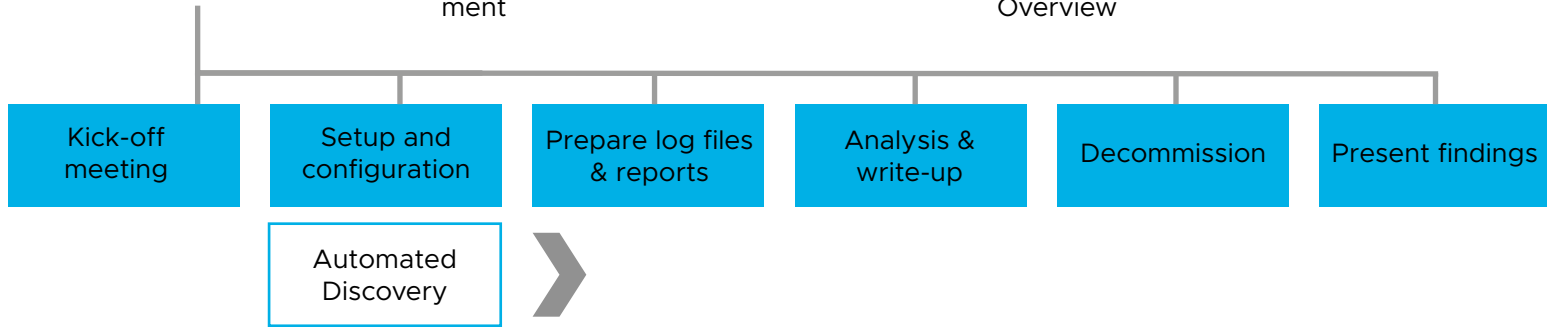 ment
Overview
Kick-off
meeting
Setup and
configuration
Prepare log files
& reports
Analysis &
write-up
Decommission
Present findings
Automated
Discovery